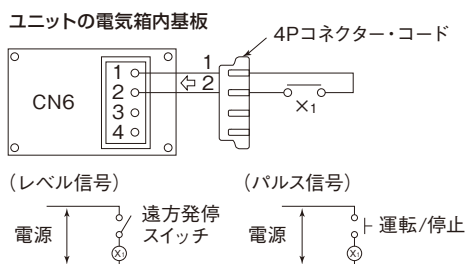 ユニットの電気箱内基板
4Pコネクター・コード
CN6
1
2
3
4
1
2
X1
（レベル信号）
電源
遠方発停
スイッチ
X1
（パルス信号）
電源
運転/停止
X1